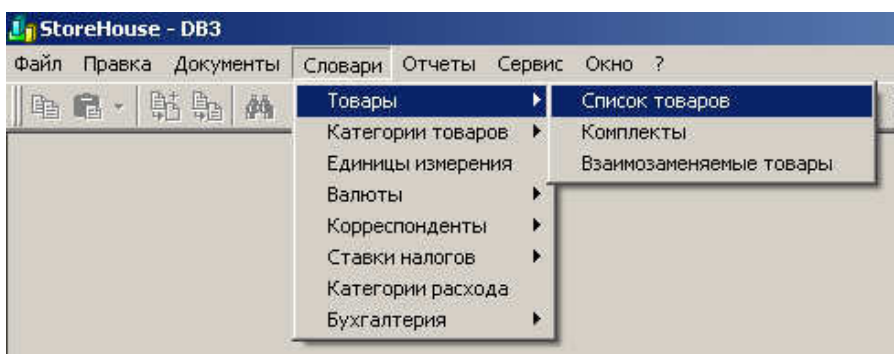 StoreHouse - DB3
Файл Правка Документы Словари Отчеты Сервис Окно ?
Товары
Категории товаров
Единицы измерения
Валюты
Корреспонденты
Ставки налогов
Категории расхода
Бухгалтерия
Список товаров
Комплекты
Взаимозаменяемые товары